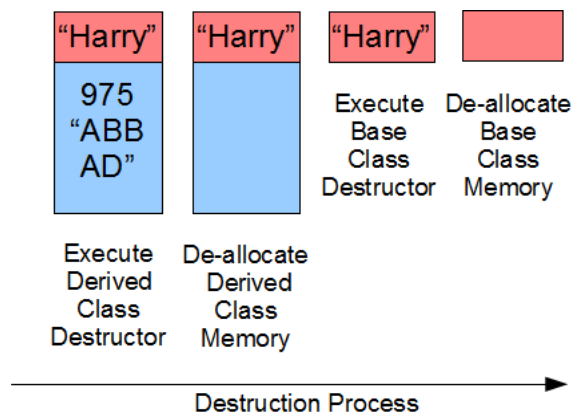 “Harry”
975
“ABB
AD”
Execute
Derived
Class
Destructor
“Harry”
De-allocate
Derived
Class
Memory
“Harry”
Execute
Base
Class
Destructor
De-allocate
Base
Class
Memory
Destruction Process